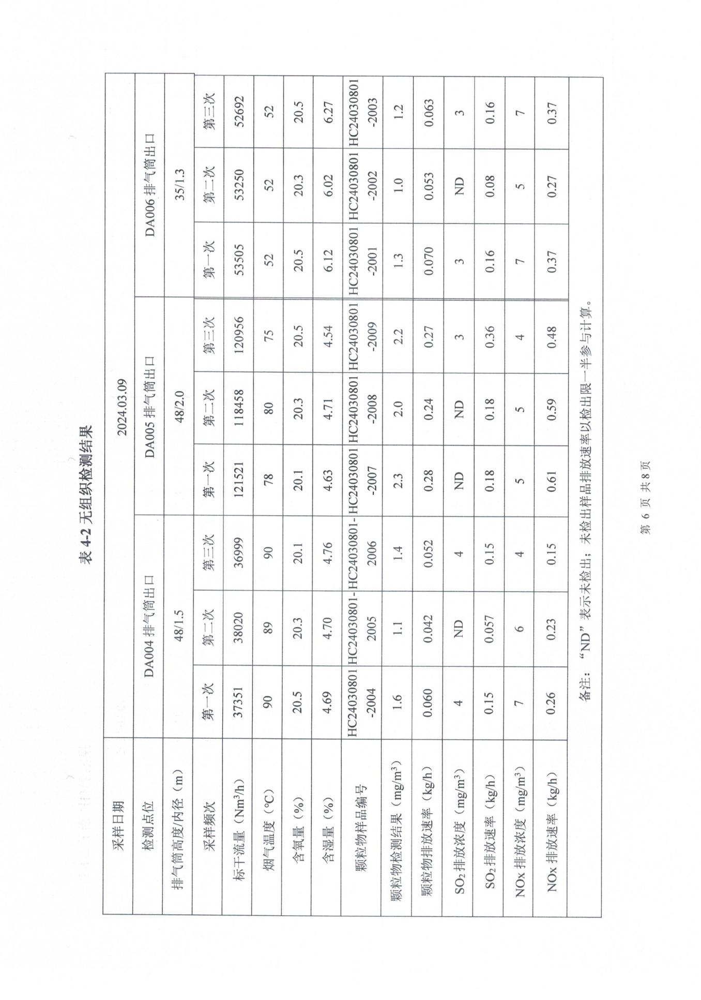 表 4-2 无组织检测结果
采样日期 2024.03.09
检测点位 DA004 排气筒出口 DA005 排气筒出口 DA006 排气筒出口
排气筒高度/内径（m） 48/1.5 48/2.0 35/1.3
采样频次 第一次 第二次 第三次 第一次 第二次 第三次 第一次 第二次 第三次
标干流量（Nm³/h） 37351 38020 36999 121521 118458 120956 53505 53250 52692
烟气温度（℃） 90 89 90 78 80 75 52 52 52
含氧量（%） 20.5 20.3 20.1 20.1 20.3 20.5 20.5 20.3 20.5
含湿量（%） 4.69 4.70 4.76 4.63 4.71 4.54 6.12 6.02 6.27
颗粒物样品编号 HC24030801 HC24030801- HC24030801- HC24030801 HC24030801 HC24030801 HC24030801 HC24030801 HC24030801
-2004 2005 2006 -2007 -2008 -2009 -2001 -2002 -2003
颗粒物检测结果（mg/m³） 1.6 1.1 1.4 2.3 2.0 2.2 1.3 1.0 1.2
颗粒物排放速率（kg/h） 0.060 0.042 0.052 0.28 0.24 0.27 0.070 0.053 0.063
SO₂排放浓度（mg/m³） 4 ND 4 ND ND 3 3 ND 3
SO₂排放速率（kg/h） 0.15 0.057 0.15 0.18 0.18 0.36 0.16 0.08 0.16
NOx 排放浓度（mg/m³） 7 6 4 5 5 4 7 5 7
NOx 排放速率（kg/h） 0.26 0.23 0.15 0.61 0.59 0.48 0.37 0.27 0.37
备注： “ND”表示未检出；未检出样品排放速率以检出限一半参与计算。
第 6 页 共 8 页